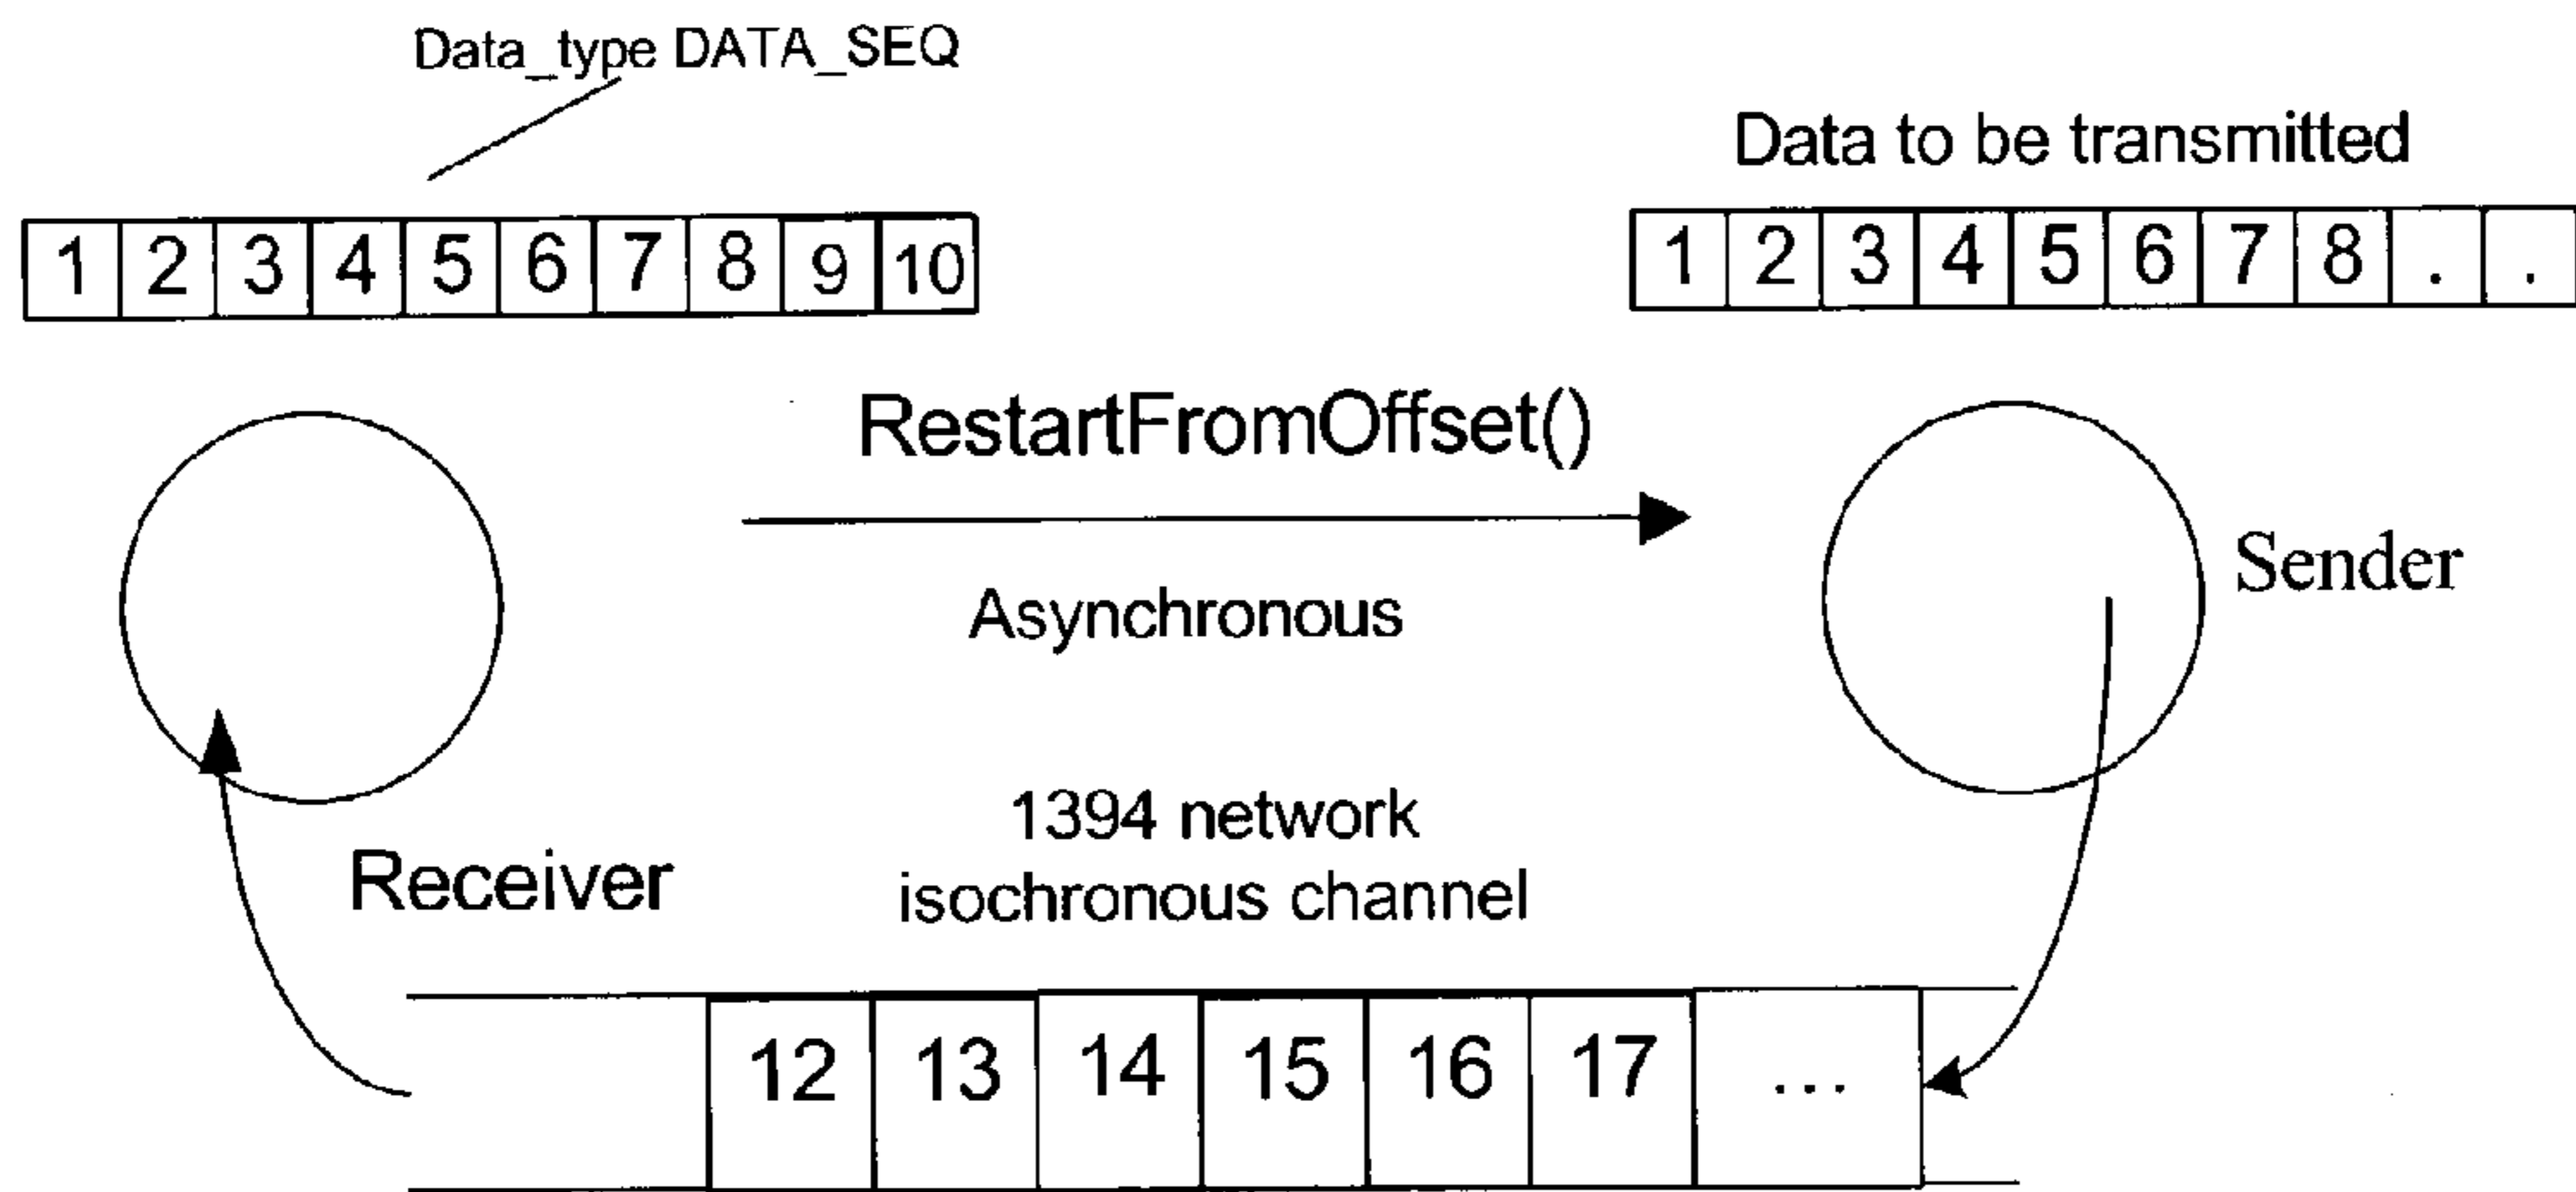 Data_type DATA_SEQ
Data to be transmitted
1 2 3 4 5 6 7 8 9 10
1 2 3 4 5 6 7 8 . .
RestartFromOffset()
Asynchronous
Sender
1394 network
isochronous channel
Receiver
12 13 14 15 16 17 ...